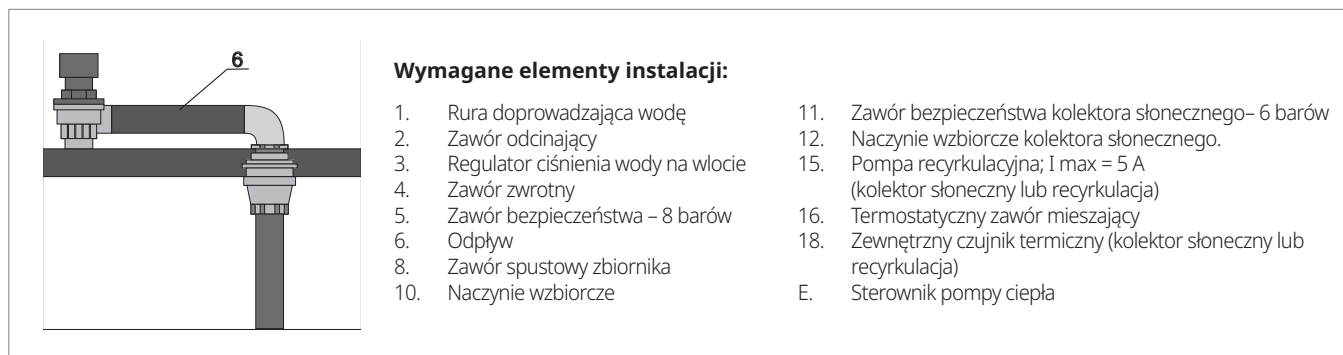 6
Wymagane elementy instalacji:
1. Rura doprowadzająca wodę
2. Zawór odcinający
3. Regulator ciśnienia wody na wlocie
4. Zawór zwrotny
5. Zawór bezpieczeństwa – 8 barów
6. Odpływ
8. Zawór spustowy zbiornika
10. Naczynie wzbiorcze
11. Zawór bezpieczeństwa kolektora słonecznego– 6 barów
12. Naczynie wzbiorcze kolektora słonecznego.
15. Pompa recyrkulacyjna; I max = 5 A
(kolektor słoneczny lub recyrkulacja)
16. Termostatyczny zawór mieszający
18. Zewnętrzny czujnik termiczny (kolektor słoneczny lub
recyrkulacja)
E. Sterownik pompy ciepła